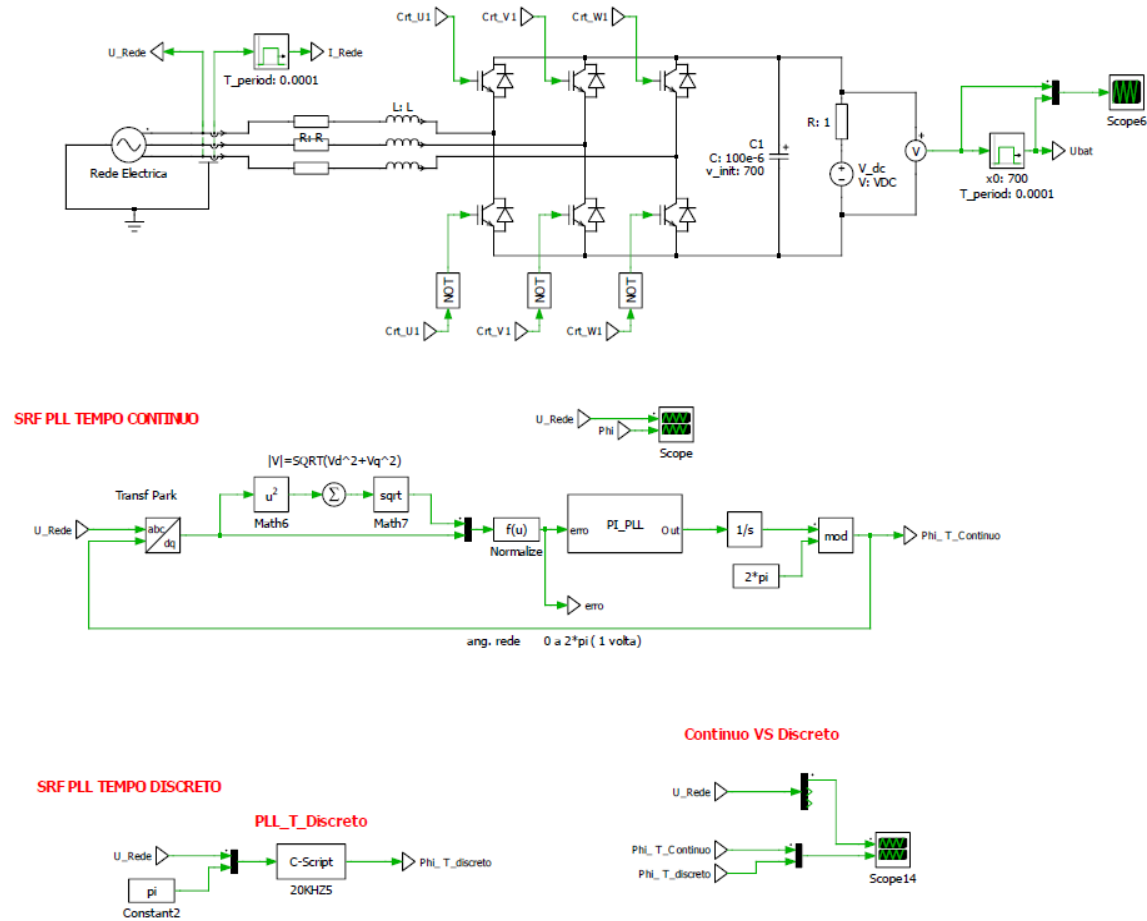 Crt_U1
Crt_V1
Crt_W1
U_Rede
I_Rede
T_period: 0.0001
L: L
R: R
Rede Electrica
C1
C: 100e-6
v_init: 700
R: 1
V_dc
V: VDC
V
x0: 700
T_period: 0.0001
Scope6
Ubat
NOT
NOT
NOT
Crt_U1
Crt_V1
Crt_W1
SRF PLL TEMPO CONTINUO
U_Rede
Phi
Scope
|V|=SQRT(Vd^2+Vq^2)
Transf Park
u²
Σ
sqrt
Math6
Math7
U_Rede
abc
dq
f(u)
Normalize
erro
PI_PLL
Out
1/s
mod
2*pi
Phi_ T_Continuo
erro
ang. rede 0 a 2*pi ( 1 volta)
Continuo VS Discreto
SRF PLL TEMPO DISCRETO
PLL_T_Discreto
U_Rede
pi
Constant2
C-Script
20KHZ5
Phi_ T_discreto
U_Rede
Phi_ T_Continuo
Phi_ T_discreto
Scope14